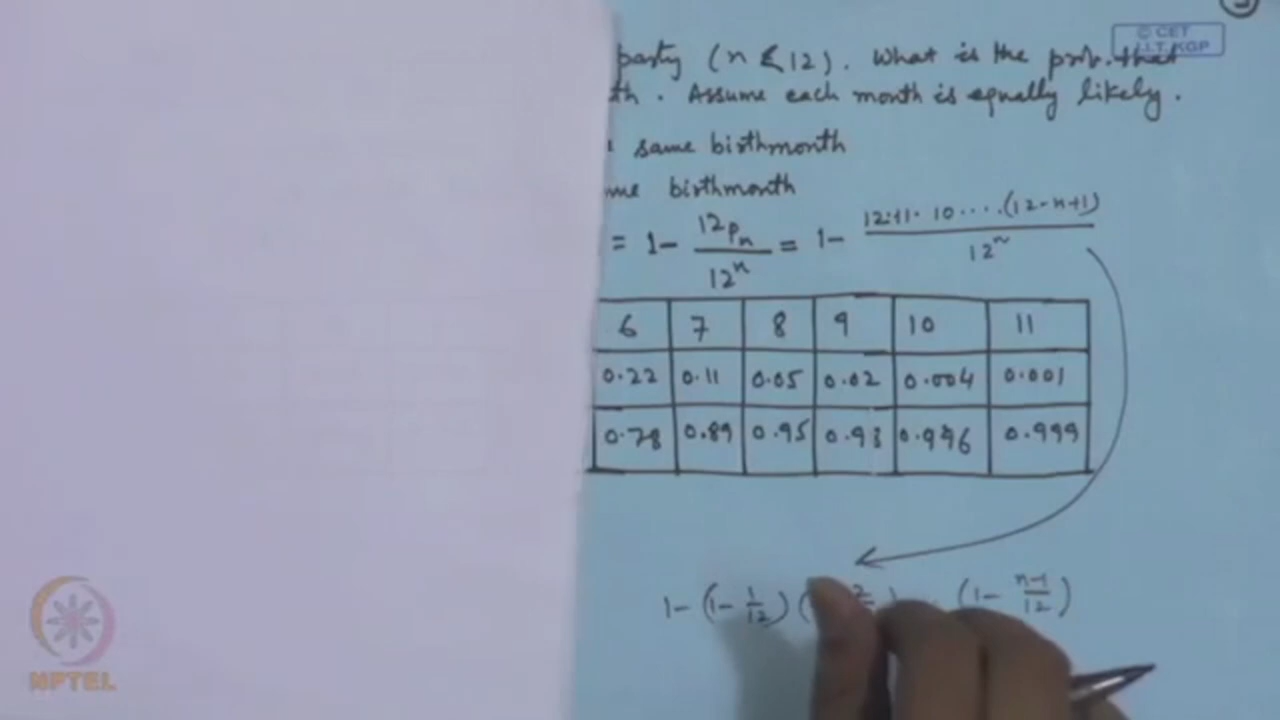 © CET
I.I.T. KGP
party (n < 12). What is the prob. that
th. Assume each month is equally likely.
same birthmonth
me birthmonth
= 1 - 12Pn / 12^n = 1 - 12·11·10....(12-n+1) / 12^n
6 7 8 9 10 11
0.22 0.11 0.05 0.02 0.004 0.001
0.78 0.89 0.95 0.98 0.996 0.999
1 - (1 - 1/12) ( (1 - n-1/12)
NPTEL